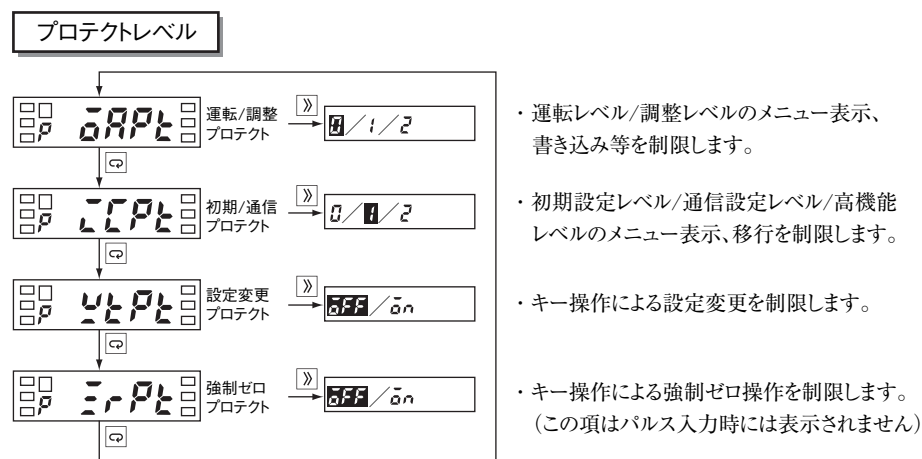 プロテクトレベル
P oAPt
運転/調整
プロテクト
0/1/2
・運転レベル/調整レベルのメニュー表示、
書き込み等を制限します。
P iCPt
初期/通信
プロテクト
0/1/2
・初期設定レベル/通信設定レベル/高機能
レベルのメニュー表示、移行を制限します。
P wtPt
設定変更
プロテクト
oFF/on
・キー操作による設定変更を制限します。
P ZrPt
強制ゼロ
プロテクト
oFF/on
・キー操作による強制ゼロ操作を制限します。
（この項はパルス入力時には表示されません）